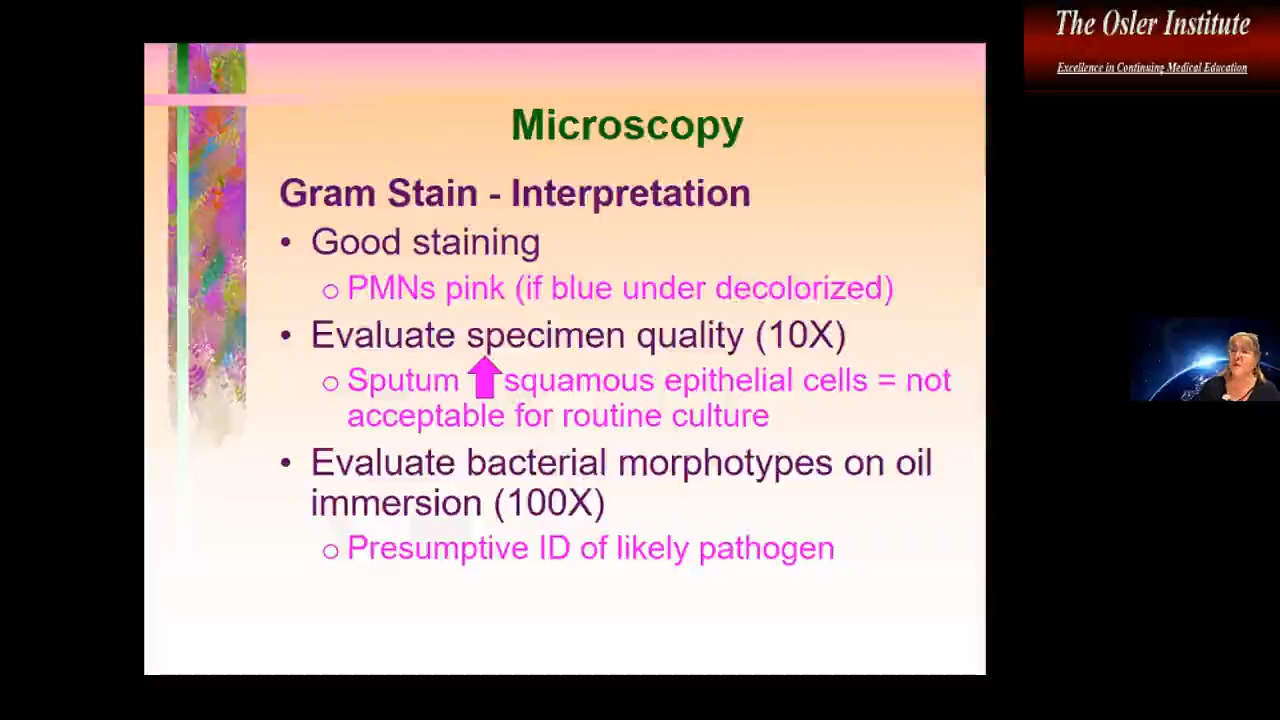 The Osler Institute
Excellence in Continuing Medical Education
Microscopy
Gram Stain - Interpretation
• Good staining
o PMNs pink (if blue under decolorized)
• Evaluate specimen quality (10X)
o Sputum squamous epithelial cells = not
acceptable for routine culture
• Evaluate bacterial morphotypes on oil
immersion (100X)
o Presumptive ID of likely pathogen